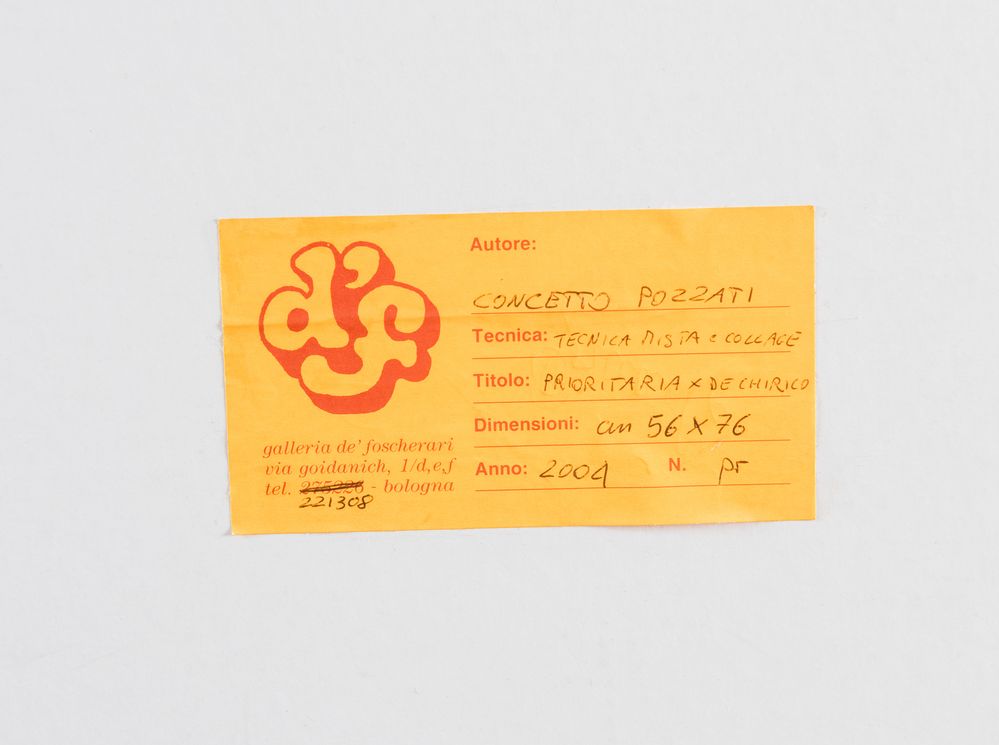 d'f
Autore:
CONCETTO POZZATI
Tecnica: TECNICA MISTA e COLLAGE
Titolo: PRIORITARIA X DE CHIRICO
Dimensioni: cm 56 X 76
Anno: 2004 N. pr
galleria de' foscherari
via goidanich, 1/d,e,f
tel. 275226 - bologna
221308